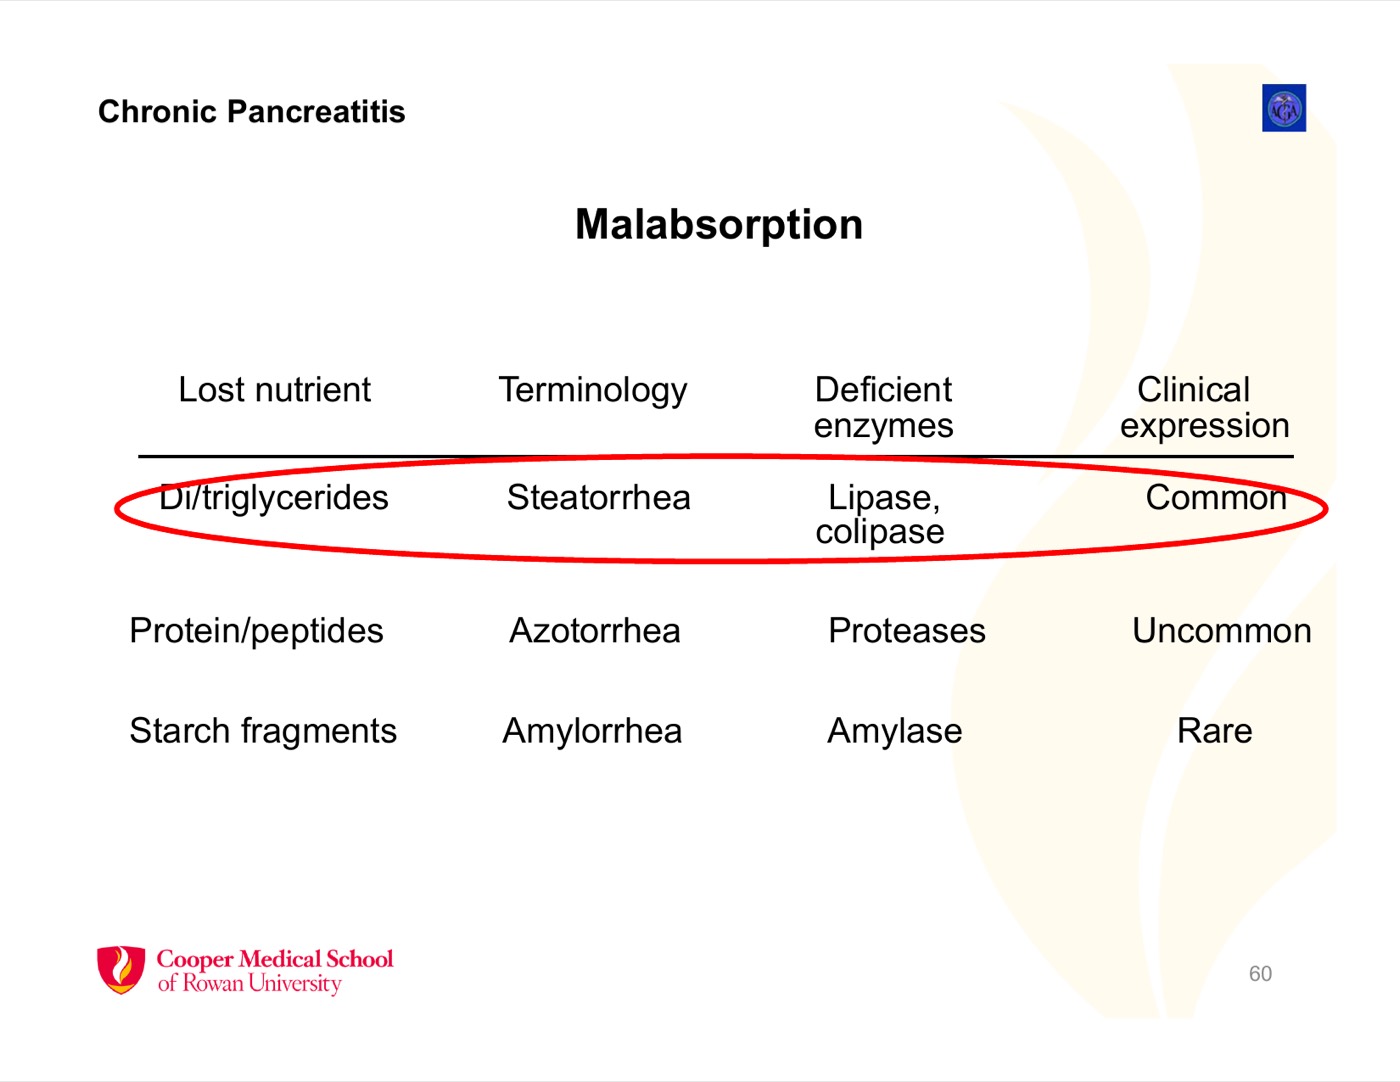 Chronic Pancreatitis
AGA
Malabsorption
Lost nutrient Terminology Deficient enzymes Clinical expression
Di/triglycerides Steatorrhea Lipase, colipase Common
Protein/peptides Azotorrhea Proteases Uncommon
Starch fragments Amylorrhea Amylase Rare
Cooper Medical School
of Rowan University
60